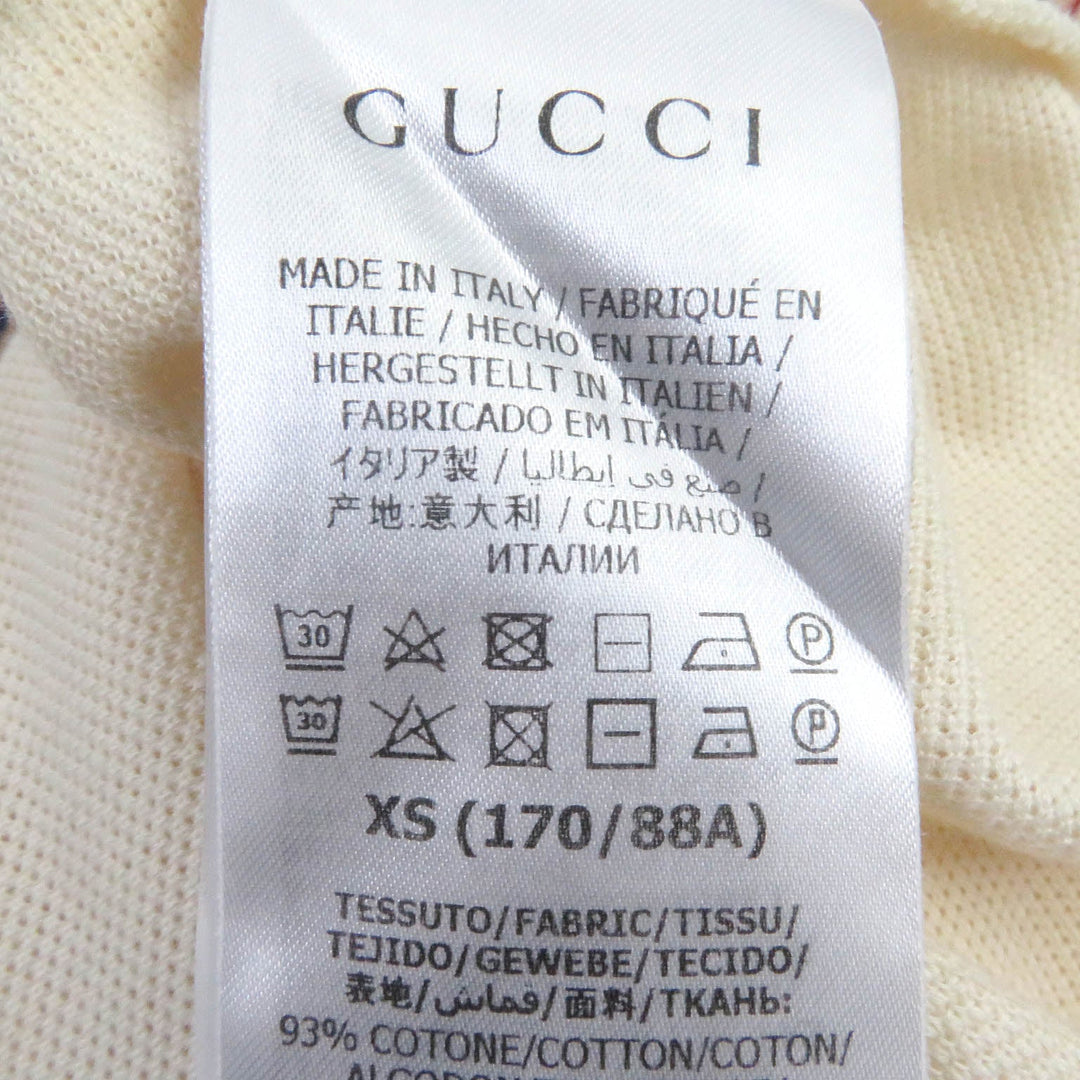 GUCCI
MADE IN ITALY / FABRIQUÉ EN
ITALIE / HECHO EN ITALIA /
HERGESTELLT IN ITALIEN /
FABRICADO EM ITÁLIA /
イタリア製 / صنع في إيطاليا /
产地:意大利 / СДЕЛАНО В
ИТАЛИИ
30 P
30 P
XS (170/88A)
TESSUTO/FABRIC/TISSU/
TEJIDO/GEWEBE/TECIDO/
表地/قماش/面料/ТКАНЬ:
93% COTONE/COTTON/COTON/